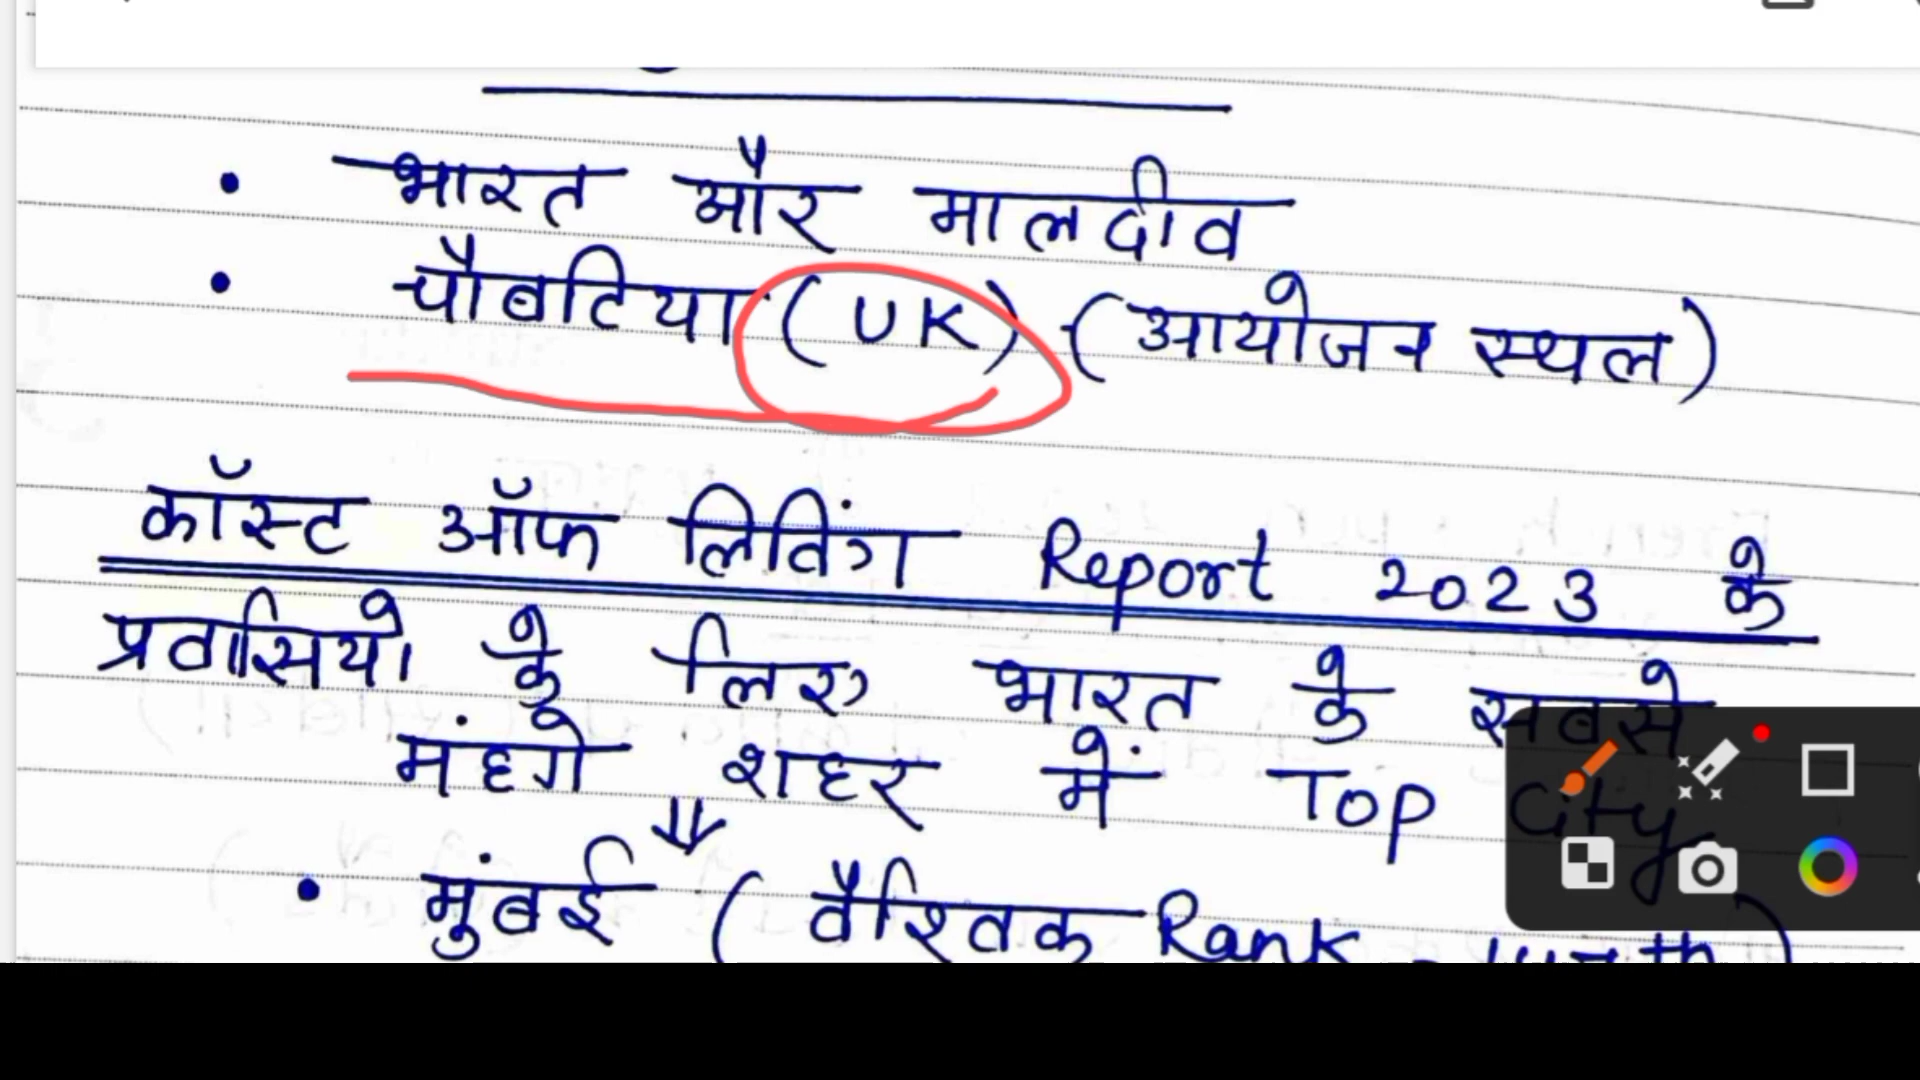 • भारत और मालदीव
• चौबटिया (UK) (आयोजन स्थल)
कॉस्ट ऑफ लिविंग Report 2023 के
प्रवासियो के लिए भारत के सबसे
मंहगे शहर में Top City
• मुंबई ( वैश्विक Rank -